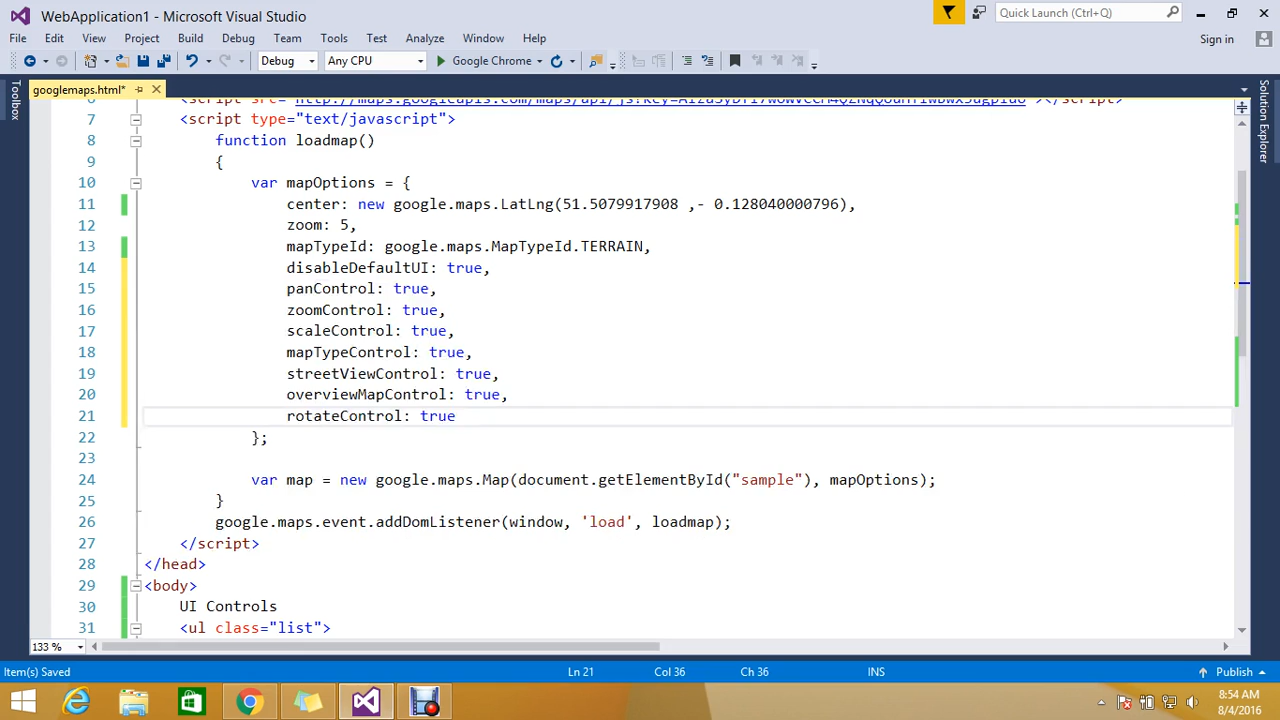 WebApplication1 - Microsoft Visual Studio
Quick Launch (Ctrl+Q)
File Edit View Project Build Debug Team Tools Test Analyze Window Help
Sign in
Debug Any CPU Google Chrome
googlemaps.html*
Toolbox
Solution Explorer
7 <script type="text/javascript">
8 function loadmap()
9 {
10 var mapOptions = {
11 center: new google.maps.LatLng(51.5079917908 ,- 0.128040000796),
12 zoom: 5,
13 mapTypeId: google.maps.MapTypeId.TERRAIN,
14 disableDefaultUI: true,
15 panControl: true,
16 zoomControl: true,
17 scaleControl: true,
18 mapTypeControl: true,
19 streetViewControl: true,
20 overviewMapControl: true,
21 rotateControl: true
22 };
23
24 var map = new google.maps.Map(document.getElementById("sample"), mapOptions);
25 }
26 google.maps.event.addDomListener(window, 'load', loadmap);
27 </script>
28 </head>
29 <body>
30 UI Controls
31 <ul class="list">
133 %
Item(s) Saved Ln 21 Col 36 Ch 36 INS Publish
8:54 AM
8/4/2016